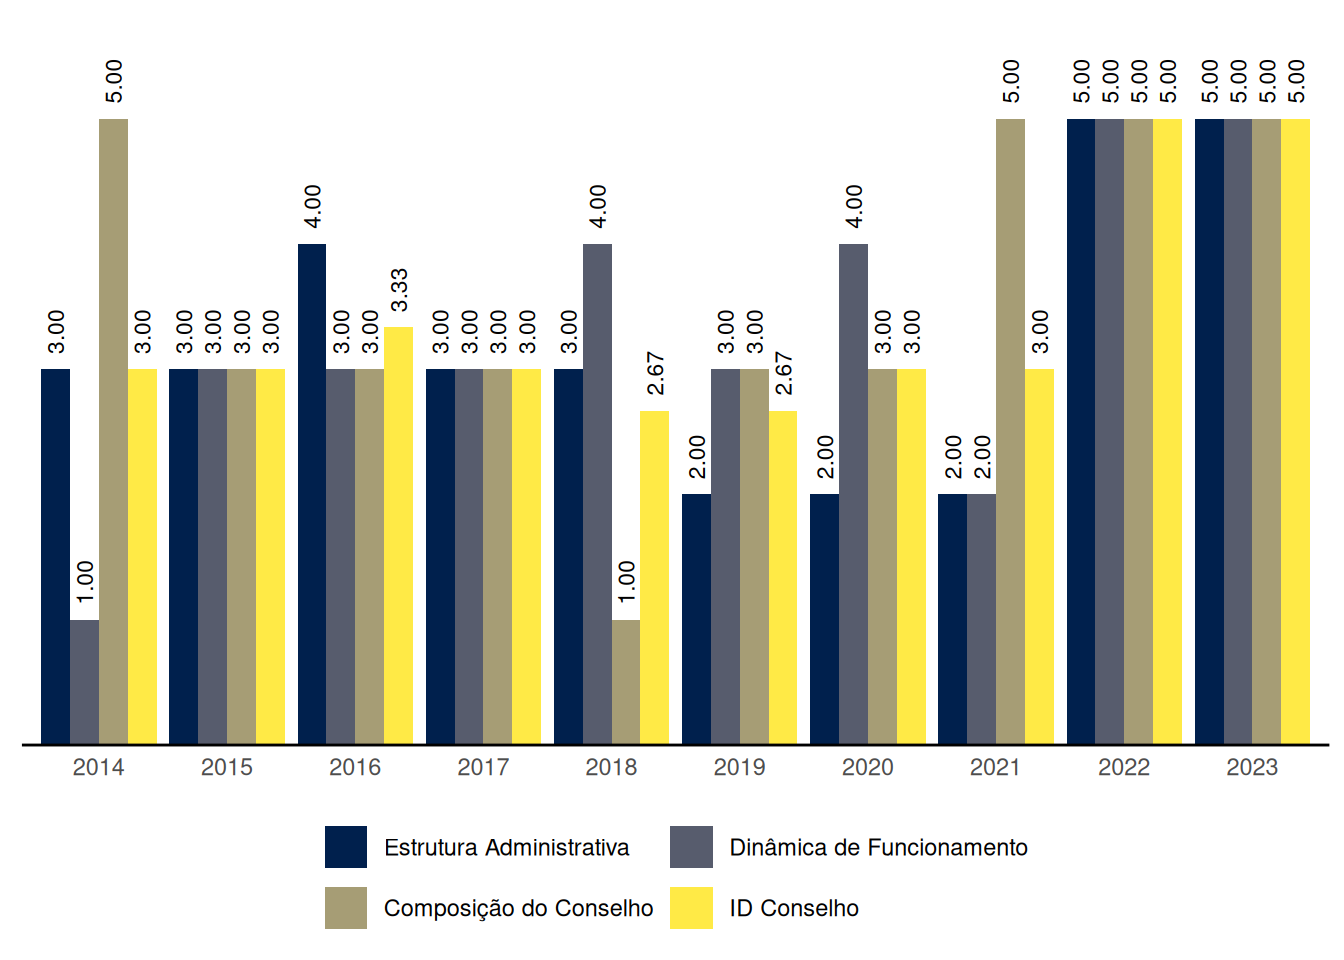 5.00 5.00 5.00 5.00 5.00 5.00 5.00 5.00 5.00 5.00
4.00 4.00 4.00
3.33
3.00 3.00 3.00 3.00 3.00 3.00 3.00 3.00 3.00 3.00 3.00 3.00 3.00 3.00 3.00 3.00 3.00 3.00 3.00
2.67 2.67
2.00 2.00 2.00 2.00
1.00 1.00
2014 2015 2016 2017 2018 2019 2020 2021 2022 2023
Estrutura Administrativa Dinâmica de Funcionamento
Composição do Conselho ID Conselho